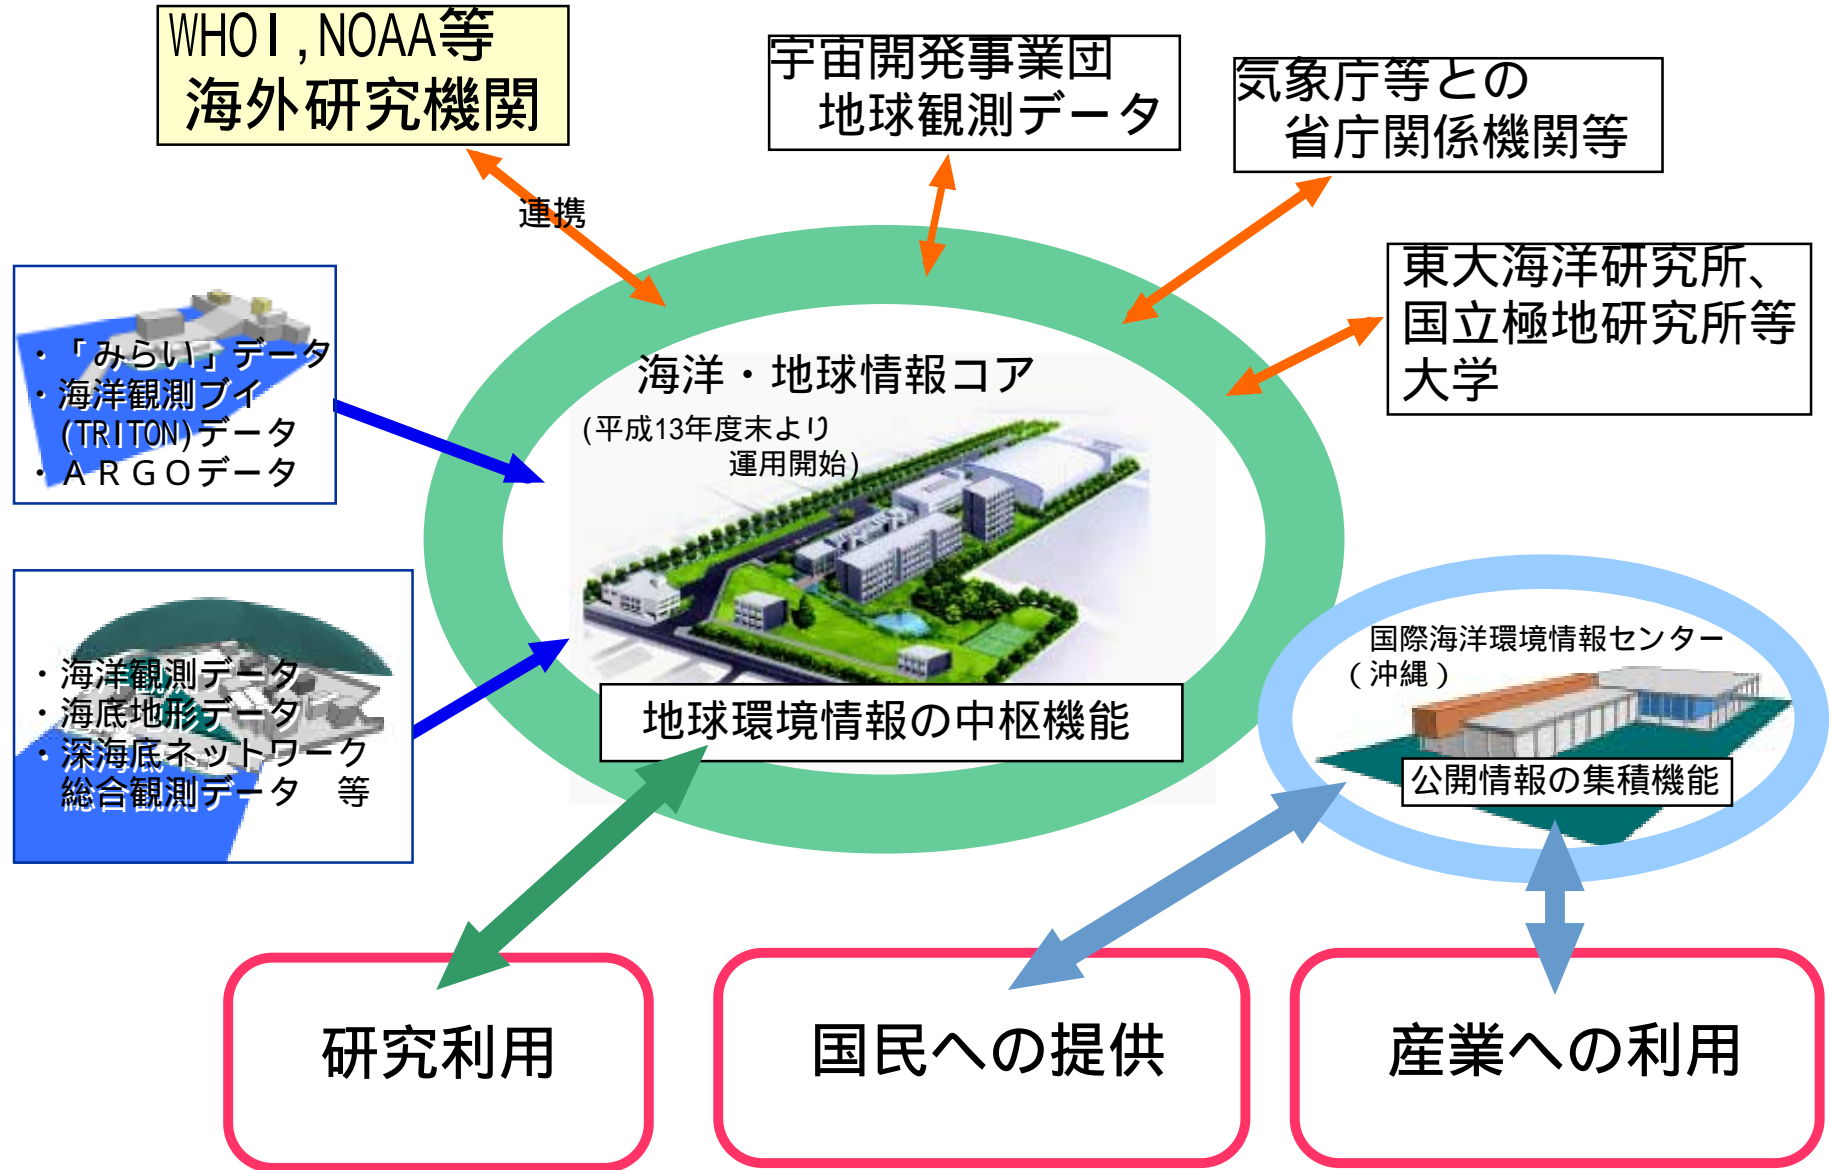 WHOI,NOAA等
海外研究機関
宇宙開発事業団
地球観測データ
気象庁等との
省庁関係機関等
連携
東大海洋研究所、
国立極地研究所等
大学
・「みらい」データ
・海洋観測ブイ
(TRITON)データ
・ARGOデータ
海洋・地球情報コア
(平成13年度末より
運用開始)
・海洋観測データ
・海底地形データ
・深海底ネットワーク
総合観測データ 等
地球環境情報の中枢機能
国際海洋環境情報センター
(沖縄)
公開情報の集積機能
研究利用
国民への提供
産業への利用